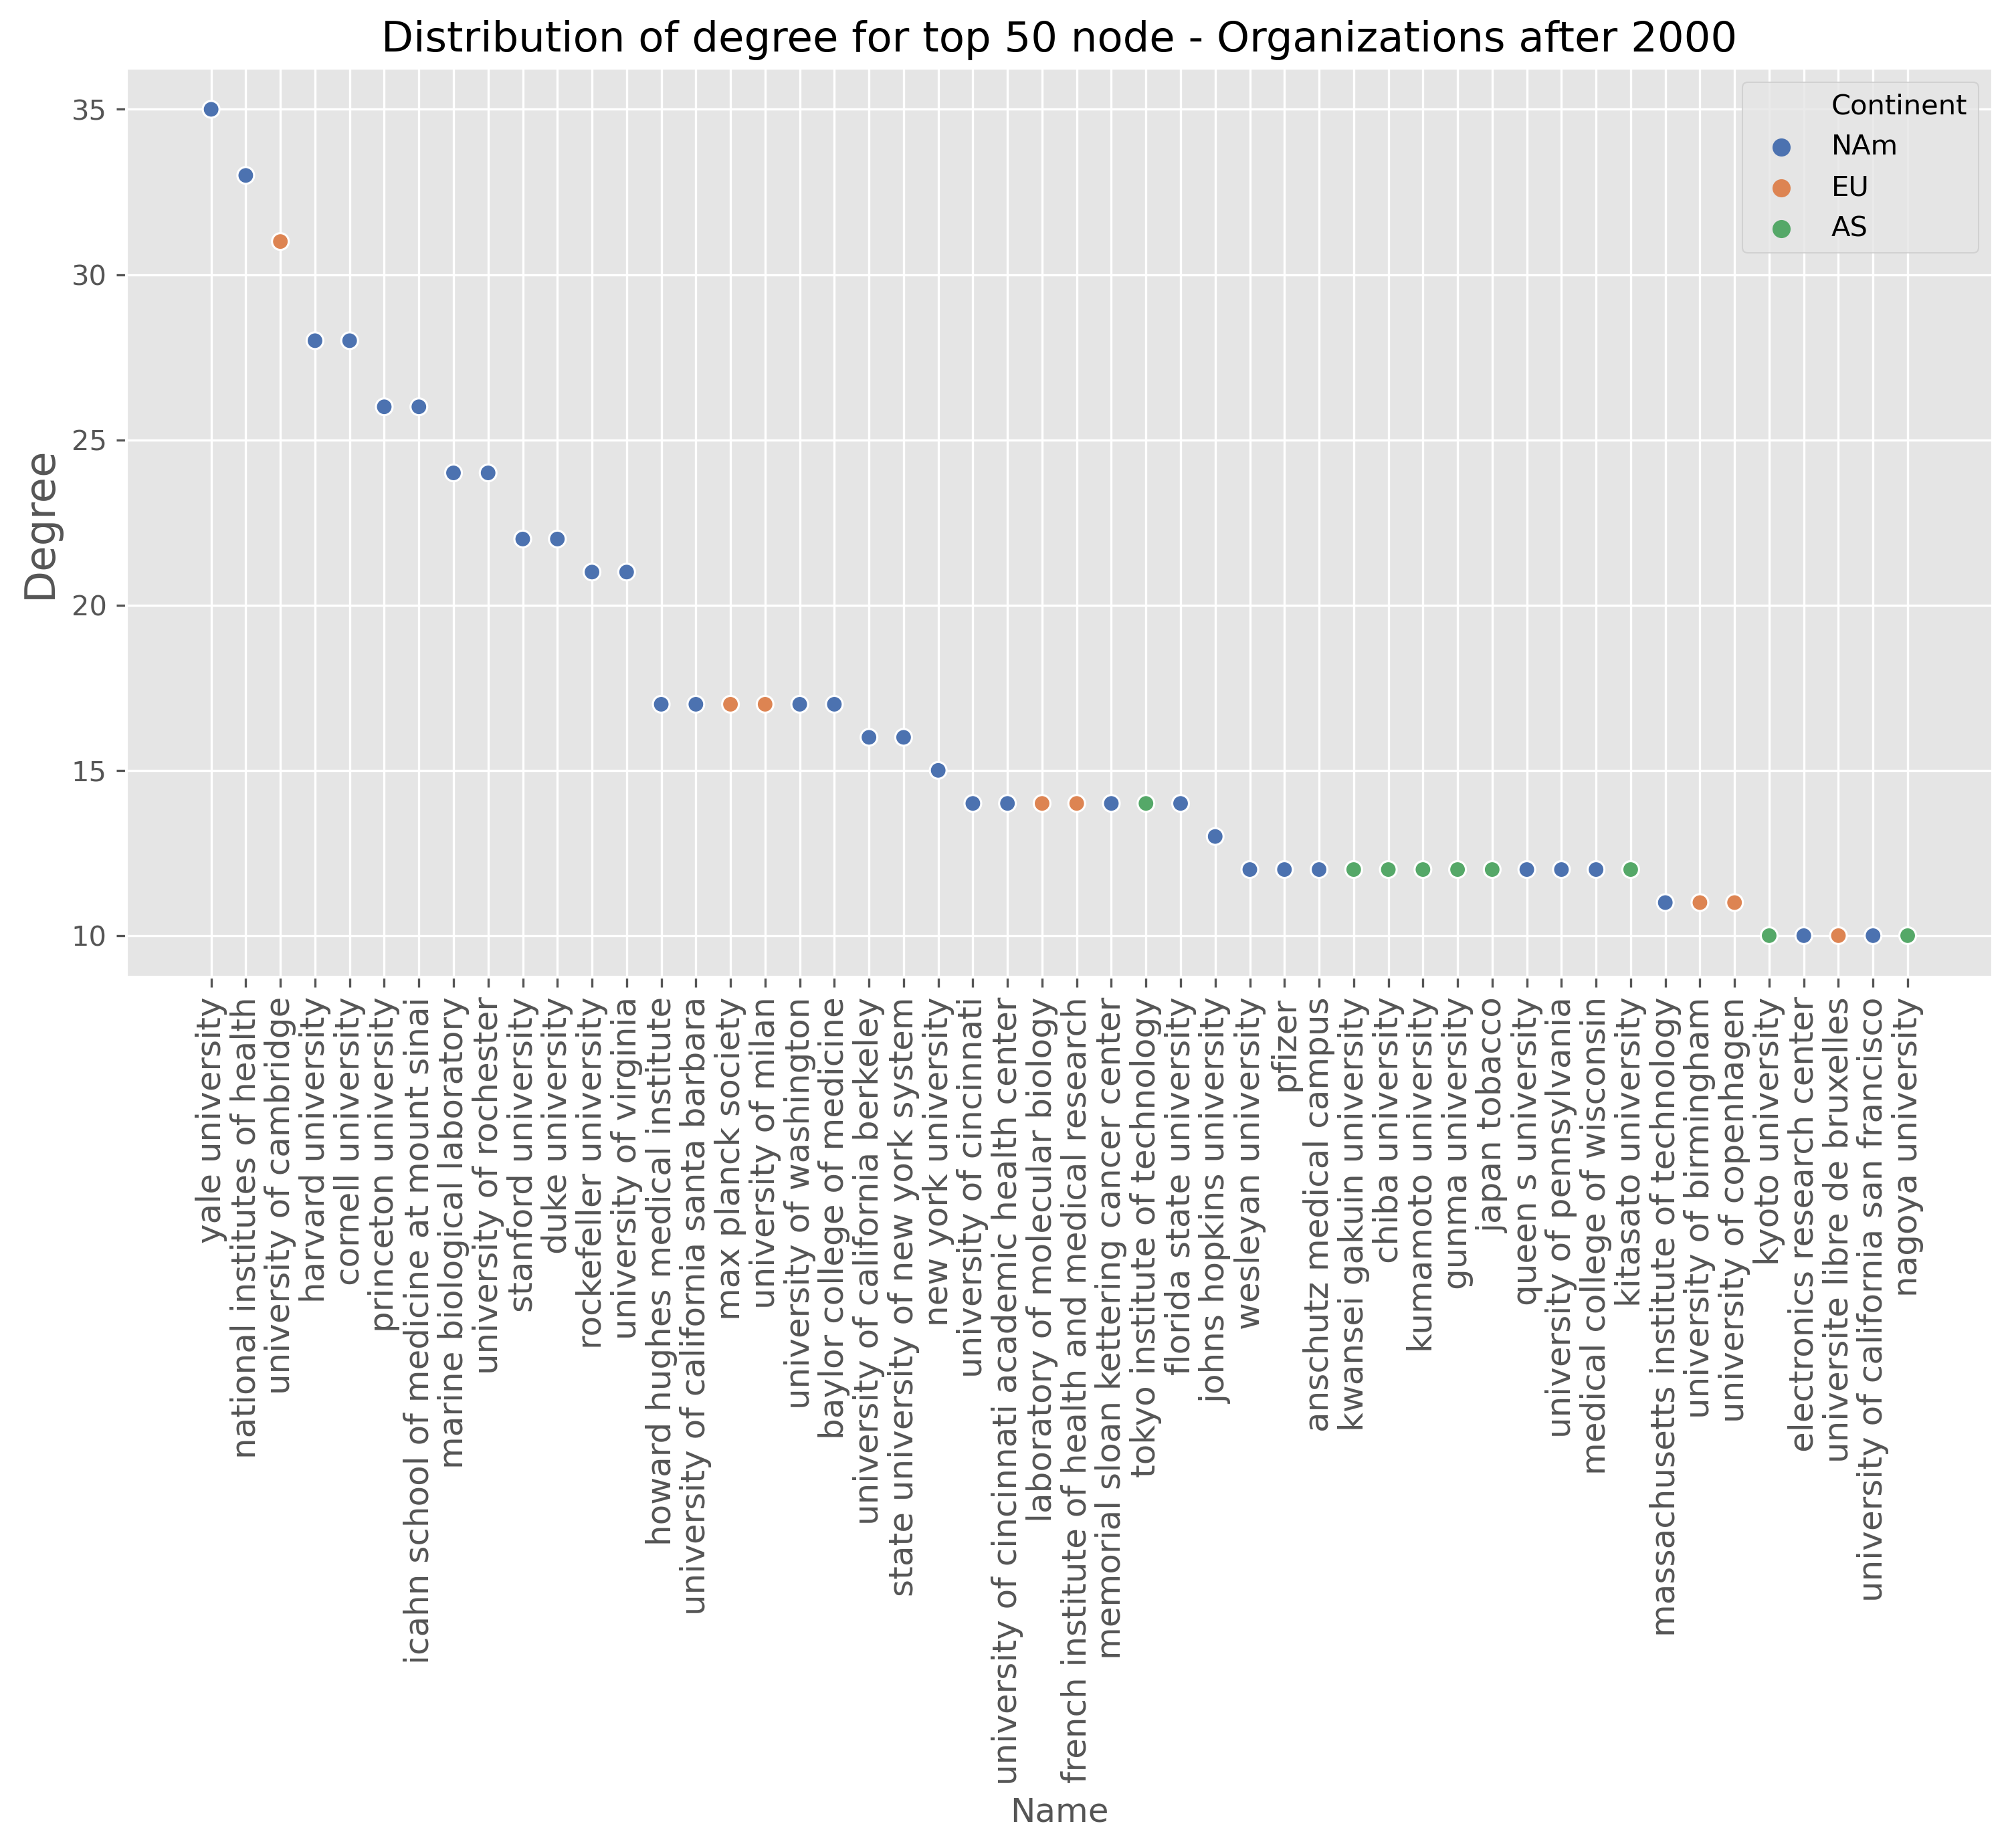 Distribution of degree for top 50 node - Organizations after 2000
Degree
35
30
25
20
15
10
Continent
NAm
EU
AS
yale university
national institutes of health
university of cambridge
harvard university
cornell university
princeton university
icahn school of medicine at mount sinai
marine biological laboratory
university of rochester
stanford university
duke university
rockefeller university
university of virginia
howard hughes medical institute
university of california santa barbara
max planck society
university of milan
university of washington
baylor college of medicine
university of california berkeley
state university of new york system
new york university
university of cincinnati
university of cincinnati academic health center
laboratory of molecular biology
french institute of health and medical research
memorial sloan kettering cancer center
tokyo institute of technology
florida state university
johns hopkins university
wesleyan university
pfizer
anschutz medical campus
kwansei gakuin university
chiba university
kumamoto university
gunma university
japan tobacco
queen s university
university of pennsylvania
medical college of wisconsin
kitasato university
massachusetts institute of technology
university of birmingham
university of copenhagen
kyoto university
electronics research center
universite libre de bruxelles
university of california san francisco
nagoya university
Name